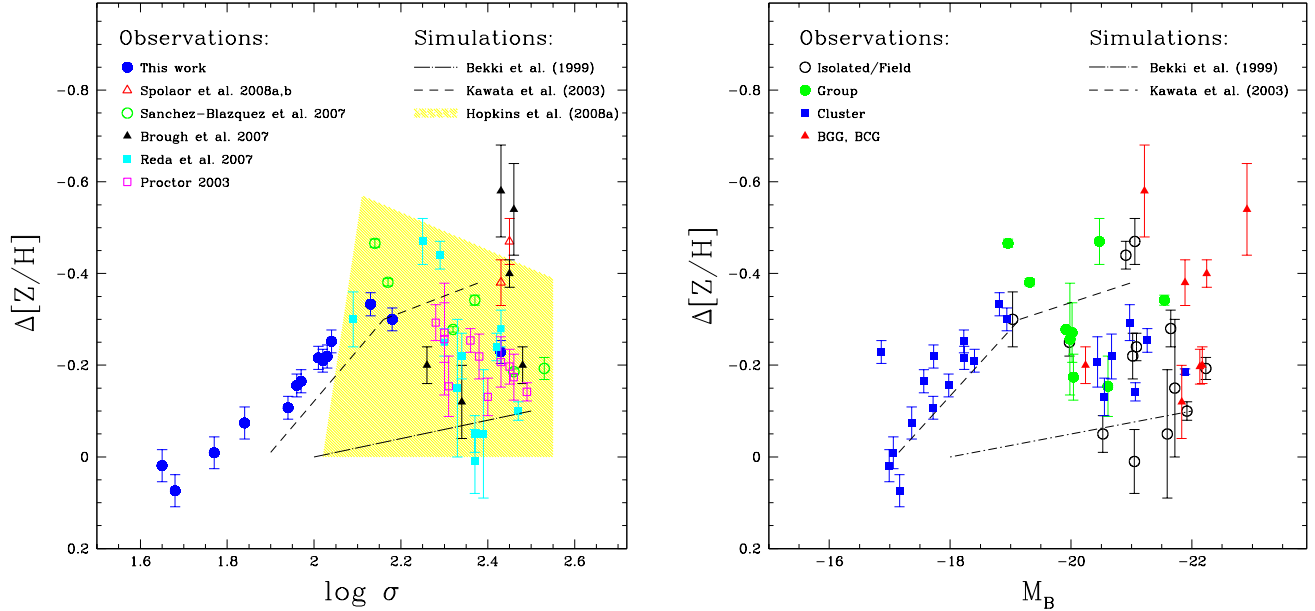 Observations:
This work
Spolaor et al. 2008a,b
Sanchez-Blazquez et al. 2007
Brough et al. 2007
Reda et al. 2007
Proctor 2003
Simulations:
Bekki et al. (1999)
Kawata et al. (2003)
Hopkins et al. (2008a)
Δ[Z/H]
-0.8
-0.6
-0.4
-0.2
0
0.2
1.6
1.8
2
2.2
2.4
2.6
log σ
Observations:
Isolated/Field
Group
Cluster
BGG, BCG
Simulations:
Bekki et al. (1999)
Kawata et al. (2003)
Δ[Z/H]
-0.8
-0.6
-0.4
-0.2
0
0.2
-16
-18
-20
-22
M_B